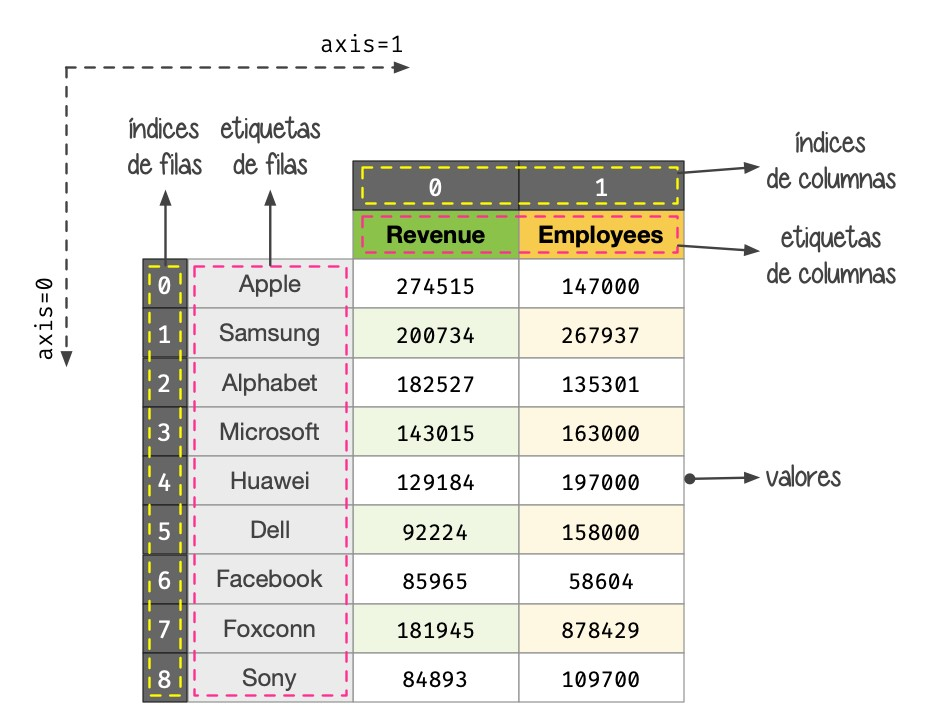 axis=1
axis=0
índices
de filas
etiquetas
de filas
índices
de columnas
etiquetas
de columnas
0 1
Revenue Employees
0 Apple 274515 147000
1 Samsung 200734 267937
2 Alphabet 182527 135301
3 Microsoft 143015 163000
4 Huawei 129184 197000
5 Dell 92224 158000
6 Facebook 85965 58604
7 Foxconn 181945 878429
8 Sony 84893 109700
valores